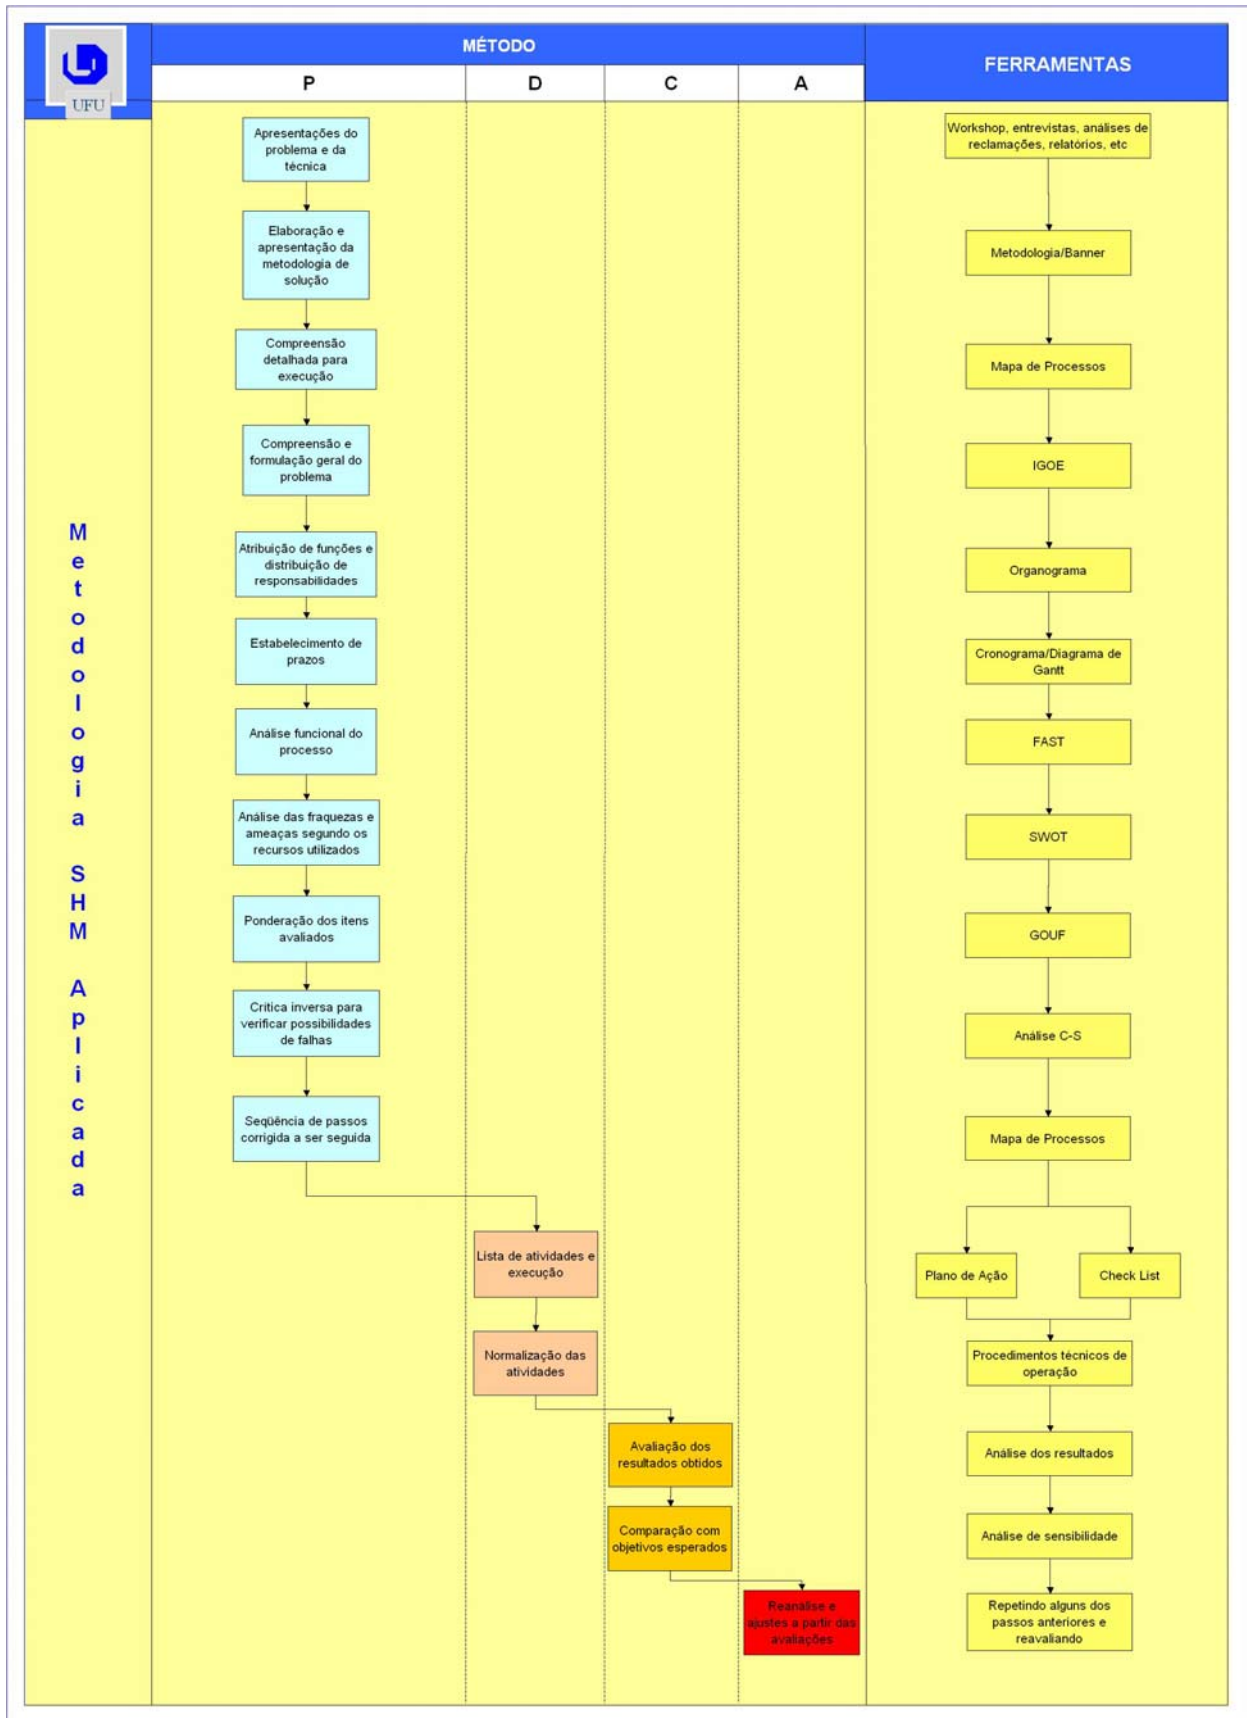 UFU
MÉTODO
FERRAMENTAS
P
D
C
A
Metodologia SHM Aplicada
Apresentações do
problema e da
técnica
Elaboração e
apresentação da
metodologia de
solução
Compreensão
detalhada para
execução
Compreensão e
formulação geral do
problema
Atribuição de funções e
distribuição de
responsabilidades
Estabelecimento de
prazos
Análise funcional do
processo
Análise das fraquezas e
ameaças segundo os
recursos utilizados
Ponderação dos itens
avaliados
Crítica inversa para
verificar possibilidades
de falhas
Seqüência de passos
corrigida a ser seguida
Lista de atividades e
execução
Normalização das
atividades
Avaliação dos
resultados obtidos
Comparação com
objetivos esperados
Reanálise e
ajustes a partir das
avaliações
Workshop, entrevistas, análises de
reclamações, relatórios, etc
Metodologia/Banner
Mapa de Processos
IGOE
Organograma
Cronograma/Diagrama de
Gantt
FAST
SWOT
GOUF
Análise C-S
Mapa de Processos
Plano de Ação
Check List
Procedimentos técnicos de
operação
Análise dos resultados
Análise de sensibilidade
Repetindo alguns dos
passos anteriores e
reavaliando